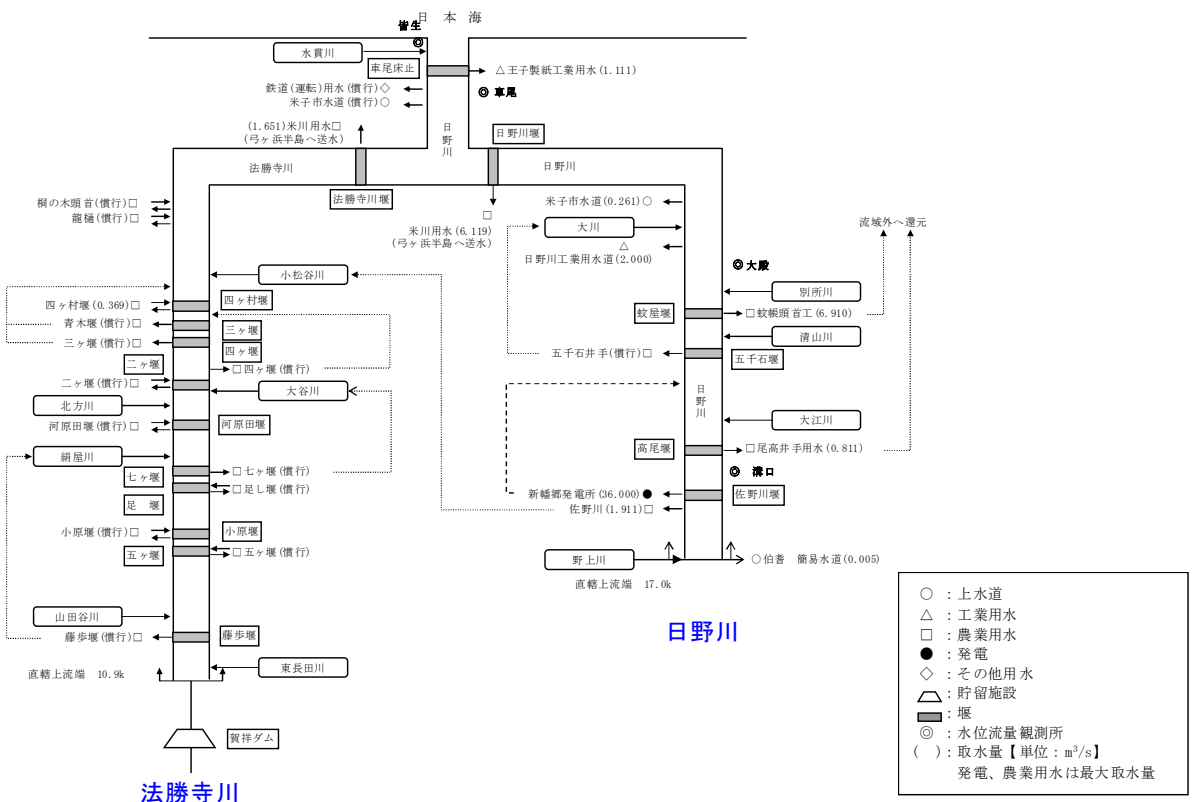 日本海
皆生
◎
水貫川
車尾床止
△王子製紙工業用水(1.111)
鉄道(運転)用水(慣行)◇
米子市水道(慣行)○
◎車尾
日野川
(1.651)米川用水□
(弓ヶ浜半島へ送水)
日野川堰
法勝寺川
日野川
法勝寺川堰
桐の木頭首(慣行)□
龍樋(慣行)□
□
米川用水(6.119)
(弓ヶ浜半島へ送水)
米子市水道(0.261)○
大川
△
日野川工業用水道(2.000)
流域外へ還元
◎大殿
小松谷川
別所川
四ヶ村堰(0.369)□
四ヶ村堰
青木堰(慣行)□
三ヶ堰
三ヶ堰(慣行)□
四ヶ堰
蚊屋堰
□蚊帳頭首工(6.910)
清山川
五千石井手(慣行)□
五千石堰
二ヶ堰
□四ヶ堰(慣行)
二ヶ堰(慣行)□
大谷川
日野川
北方川
河原田堰(慣行)□
河原田堰
大江川
絹屋川
高尾堰
□尾高井手用水(0.811)
七ヶ堰
□七ヶ堰(慣行)
◎溝口
□足し堰(慣行)
足 堰
新幡郷発電所(36.000)●
佐野川堰
佐野川(1.911)□
小原堰(慣行)□
小原堰
五ヶ堰
□五ヶ堰(慣行)
野上川
○伯耆 簡易水道(0.005)
直轄上流端 17.0k
山田谷川
藤歩堰(慣行)□
藤歩堰
日野川
直轄上流端 10.9k
東長田川
賀祥ダム
法勝寺川
○ : 上水道
△ : 工業用水
□ : 農業用水
● : 発電
◇ : その他用水
: 貯留施設
: 堰
◎ : 水位流量観測所
( ) : 取水量【単位:m³/s】
発電、農業用水は最大取水量